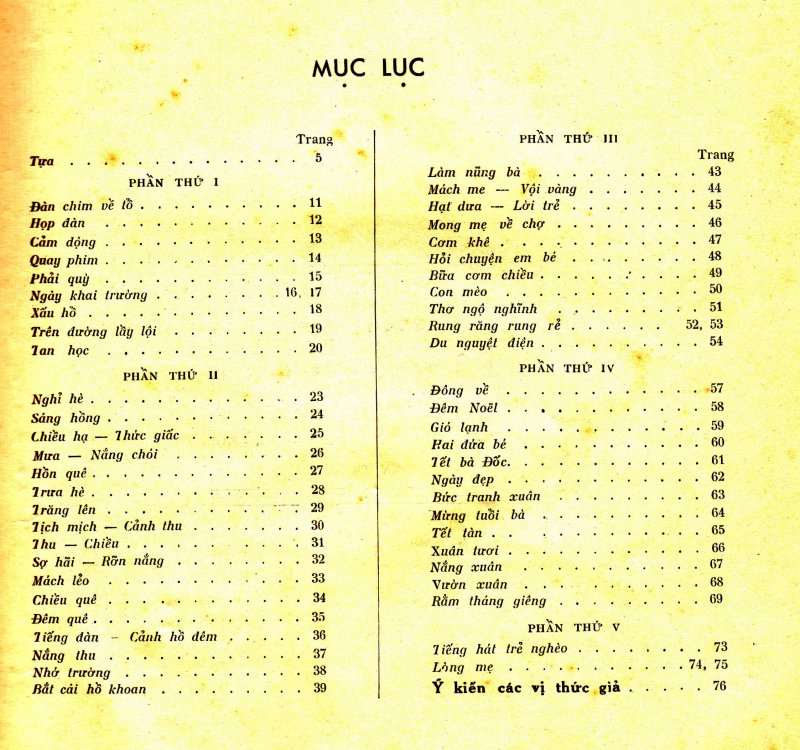 MỤC LỤC
Trang
Tựa . . . . . . . . . . . . . 5
PHẦN THỨ I
Đàn chim về tổ . . . . . . . . . . 11
Họp đàn . . . . . . . . . . . 12
Cảm động . . . . . . . . . . . 13
Quay phim . . . . . . . . . . . 14
Phải quỳ . . . . . . . . . . . 15
Ngày khai trường . . . . . . . . 16, 17
Xấu hổ . . . . . . . . . . . . 18
Trên đường lầy lội . . . . . . . . 19
Tan học . . . . . . . . . . . 20
PHẦN THỨ II
Nghỉ hè . . . . . . . . . . . . 23
Sáng hồng . . . . . . . . . . . 24
Chiều hạ — Thức giấc . . . . . . . 25
Mưa — Nắng chói . . . . . . . . 26
Hồn quê . . . . . . . . . . . . 27
Trưa hè . . . . . . . . . . . . 28
Trăng lên . . . . . . . . . . . 29
Tịch mịch — Cảnh thu . . . . . . . 30
Thu — Chiều . . . . . . . . . . 31
Sợ hãi — Rỡn nắng . . . . . . . . 32
Mách lẻo . . . . . . . . . . . 33
Chiều quê . . . . . . . . . . . 34
Đêm quê . . . . . . . . . . . . 35
Tiếng đàn — Cảnh hồ đêm . . . . . 36
Nắng thu . . . . . . . . . . . 37
Nhớ trường . . . . . . . . . . 38
Bắt cái hồ khoan . . . . . . . . . 39
PHẦN THỨ III
Trang
Làm nũng bà . . . . . . . . . . 43
Mách me — Vội vàng . . . . . . . 44
Hạt dưa — Lời trẻ . . . . . . . . 45
Mong mẹ về chợ . . . . . . . . . 46
Cơm khê . . . . . . . . . . . . 47
Hỏi chuyện em bé . . . . . . . . 48
Bữa cơm chiều . . . . . . . . . . 49
Con mèo . . . . . . . . . . . 50
Thơ ngộ nghĩnh . . . . . . . . . 51
Rung răng rung rẻ . . . . . . 52, 53
Du nguyệt điện . . . . . . . . . . 54
PHẦN THỨ IV
Đông về . . . . . . . . . . . 57
Đêm Noël . . . . . . . . . . . 58
Gió lạnh . . . . . . . . . . . 59
Hai đứa bé . . . . . . . . . . . 60
Tết bà Đốc. . . . . . . . . . . . 61
Ngày đẹp . . . . . . . . . . . 62
Bức tranh xuân . . . . . . . . . 63
Mừng tuổi bà . . . . . . . . . . 64
Tết tàn . . . . . . . . . . . . 65
Xuân tươi . . . . . . . . . . . 66
Nắng xuân . . . . . . . . . . 67
Vườn xuân . . . . . . . . . . . 68
Rằm tháng giêng . . . . . . . . . 69
PHẦN THỨ V
Tiếng hát trẻ nghèo . . . . . . . . 73
Lòng mẹ . . . . . . . . . . . 74, 75
Ý kiến các vị thức giả . . . . . 76